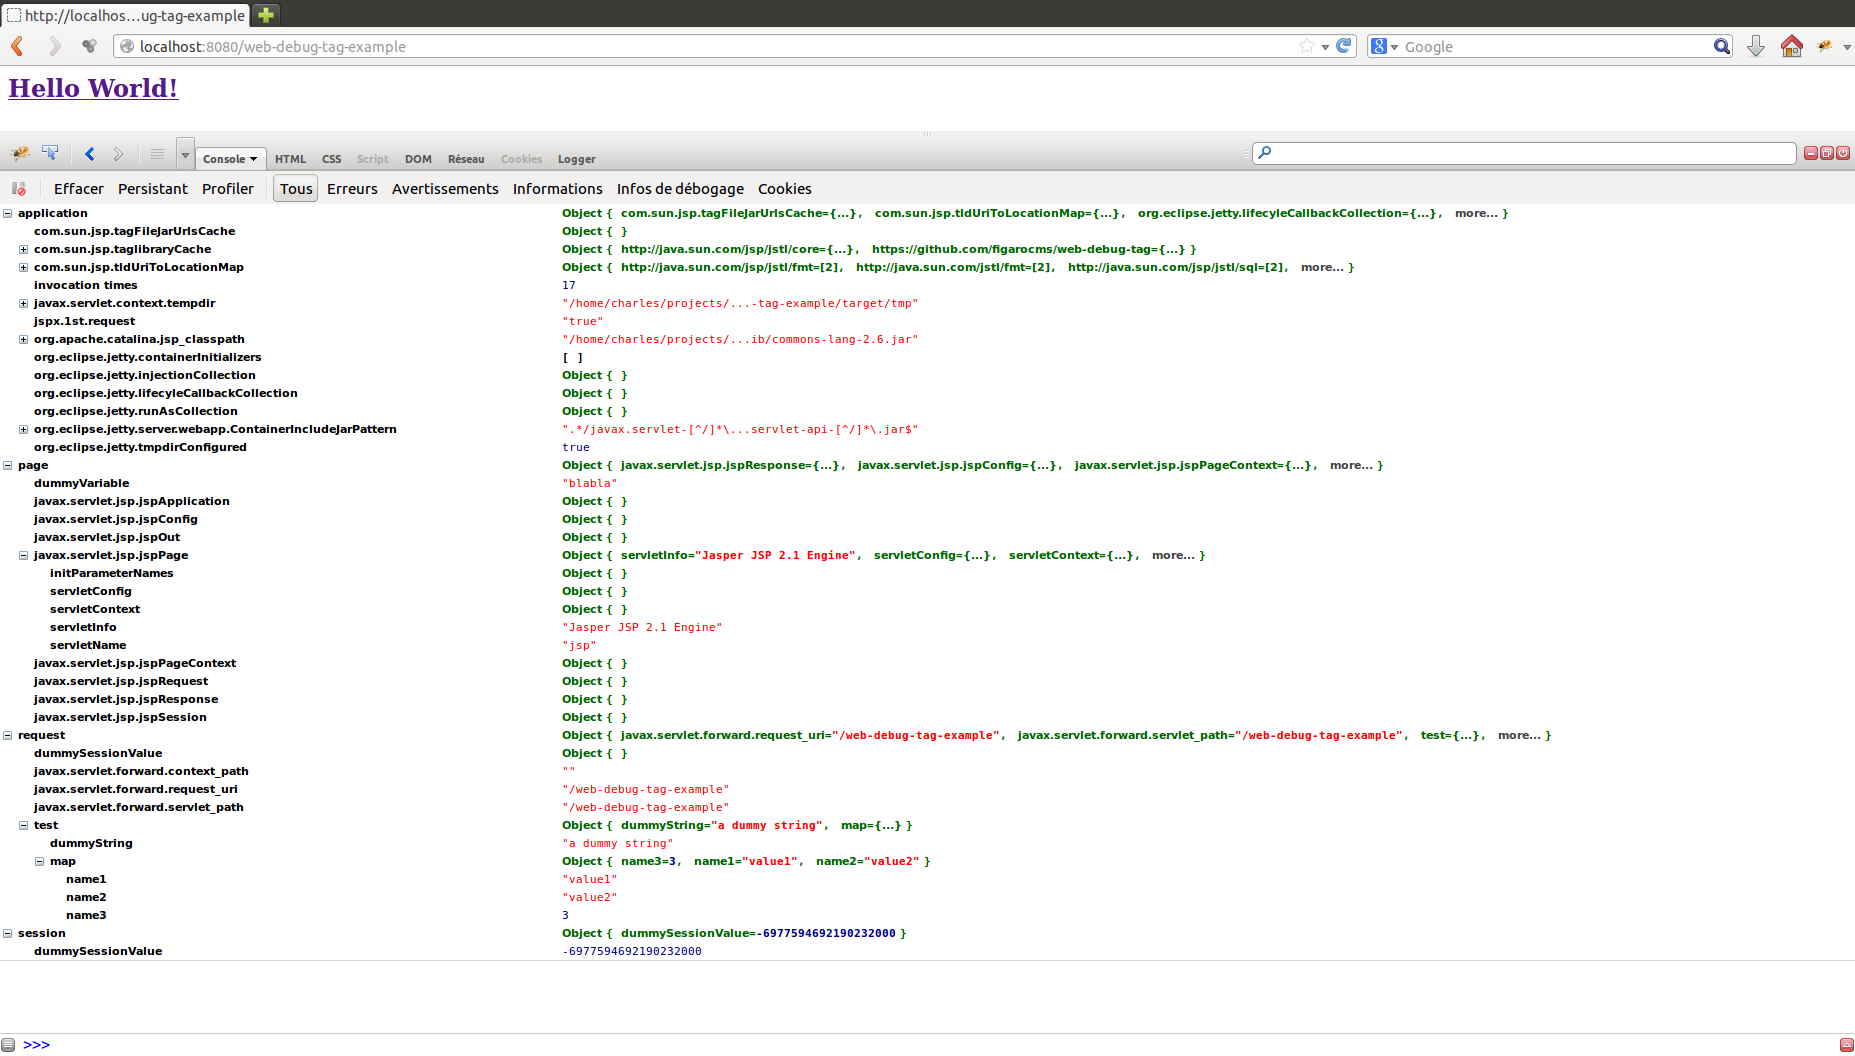 http://localhos...ug-tag-example
localhost:8080/web-debug-tag-example
Google
Hello World!
Console HTML CSS Script DOM Réseau Cookies Logger
Effacer Persistant Profiler Tous Erreurs Avertissements Informations Infos de débogage Cookies
application Object { com.sun.jsp.tagFileJarUrlsCache={...}, com.sun.jsp.tldUriToLocationMap={...}, org.eclipse.jetty.lifecyleCallbackCollection={...}, more... }
com.sun.jsp.tagFileJarUrlsCache Object { }
com.sun.jsp.taglibraryCache Object { http://java.sun.com/jsp/jstl/core={...}, https://github.com/figarocms/web-debug-tag={...} }
com.sun.jsp.tldUriToLocationMap Object { http://java.sun.com/jsp/jstl/fmt=[2], http://java.sun.com/jstl/fmt=[2], http://java.sun.com/jsp/jstl/sql=[2], more... }
invocation times 17
javax.servlet.context.tempdir "/home/charles/projects/...-tag-example/target/tmp"
jspx.1st.request "true"
org.apache.catalina.jsp_classpath "/home/charles/projects/...ib/commons-lang-2.6.jar"
org.eclipse.jetty.containerInitializers [ ]
org.eclipse.jetty.injectionCollection Object { }
org.eclipse.jetty.lifecyleCallbackCollection Object { }
org.eclipse.jetty.runAsCollection Object { }
org.eclipse.jetty.server.webapp.ContainerIncludeJarPattern ".*/javax.servlet-[^/]*\...servlet-api-[^/]*\.jar$"
org.eclipse.jetty.tmpdirConfigured true
page Object { javax.servlet.jsp.jspResponse={...}, javax.servlet.jsp.jspConfig={...}, javax.servlet.jsp.jspPageContext={...}, more... }
dummyVariable "blabla"
javax.servlet.jsp.jspApplication Object { }
javax.servlet.jsp.jspConfig Object { }
javax.servlet.jsp.jspOut Object { }
javax.servlet.jsp.jspPage Object { servletInfo="Jasper JSP 2.1 Engine", servletConfig={...}, servletContext={...}, more... }
initParameterNames Object { }
servletConfig Object { }
servletContext Object { }
servletInfo "Jasper JSP 2.1 Engine"
servletName "jsp"
javax.servlet.jsp.jspPageContext Object { }
javax.servlet.jsp.jspRequest Object { }
javax.servlet.jsp.jspResponse Object { }
javax.servlet.jsp.jspSession Object { }
request Object { javax.servlet.forward.request_uri="/web-debug-tag-example", javax.servlet.forward.servlet_path="/web-debug-tag-example", test={...}, more... }
dummySessionValue Object { }
javax.servlet.forward.context_path ""
javax.servlet.forward.request_uri "/web-debug-tag-example"
javax.servlet.forward.servlet_path "/web-debug-tag-example"
test Object { dummyString="a dummy string", map={...} }
dummyString "a dummy string"
map Object { name3=3, name1="value1", name2="value2" }
name1 "value1"
name2 "value2"
name3 3
session Object { dummySessionValue=-6977594692190232000 }
dummySessionValue -6977594692190232000
>>>